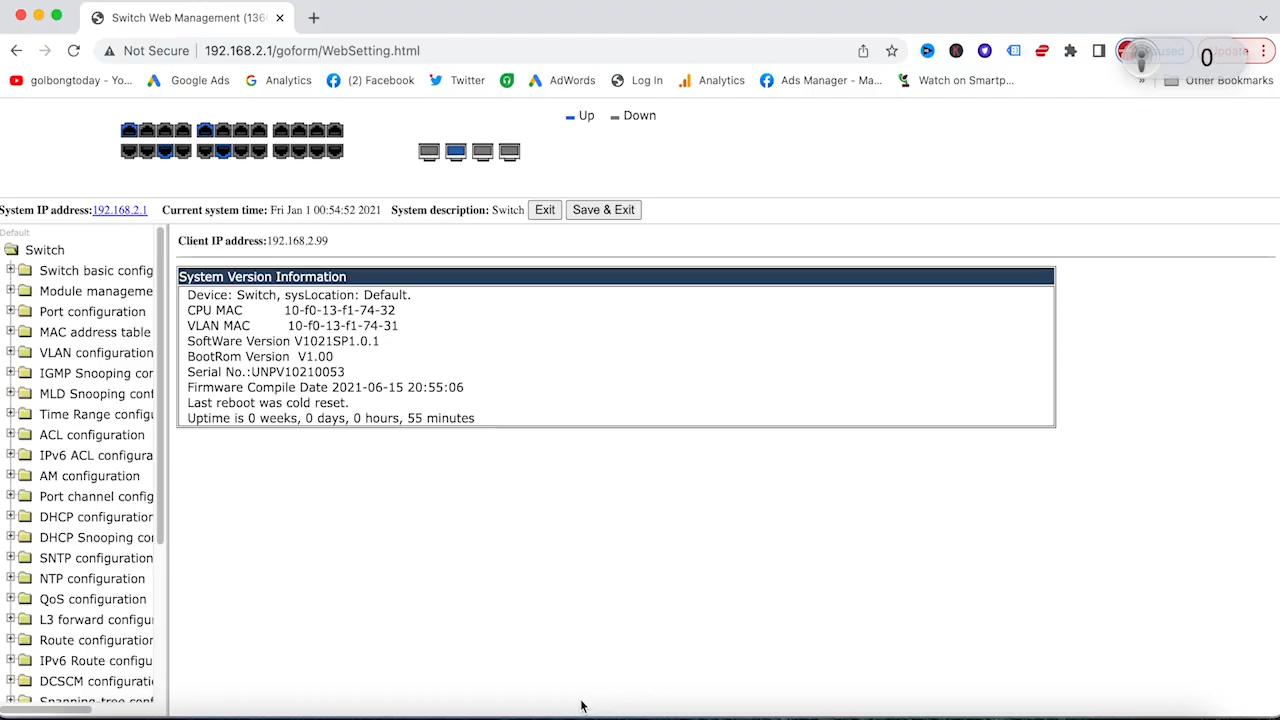 Switch Web Management (136
Not Secure
192.168.2.1/goform/WebSetting.html
0
golbongtoday - Yo...
Google Ads
Analytics
(2) Facebook
Twitter
AdWords
Log In
Analytics
Ads Manager - Ma...
Watch on Smartp...
»
Other Bookmarks
Up
Down
System IP address:192.168.2.1 Current system time: Fri Jan 1 00:54:52 2021 System description: Switch Exit Save & Exit
Default
Switch
Switch basic config
Module manageme
Port configuration
MAC address table
VLAN configuration
IGMP Snooping cor
MLD Snooping conf
Time Range configu
ACL configuration
IPv6 ACL configura
AM configuration
Port channel config
DHCP configuration
DHCP Snooping co
SNTP configuration
NTP configuration
QoS configuration
L3 forward configu
Route configuration
IPv6 Route configu
DCSCM configurati
Spanning-tree conf
Client IP address:192.168.2.99
System Version Information
Device: Switch, sysLocation: Default.
CPU MAC 10-f0-13-f1-74-32
VLAN MAC 10-f0-13-f1-74-31
SoftWare Version V1021SP1.0.1
BootRom Version V1.00
Serial No.:UNPV10210053
Firmware Compile Date 2021-06-15 20:55:06
Last reboot was cold reset.
Uptime is 0 weeks, 0 days, 0 hours, 55 minutes